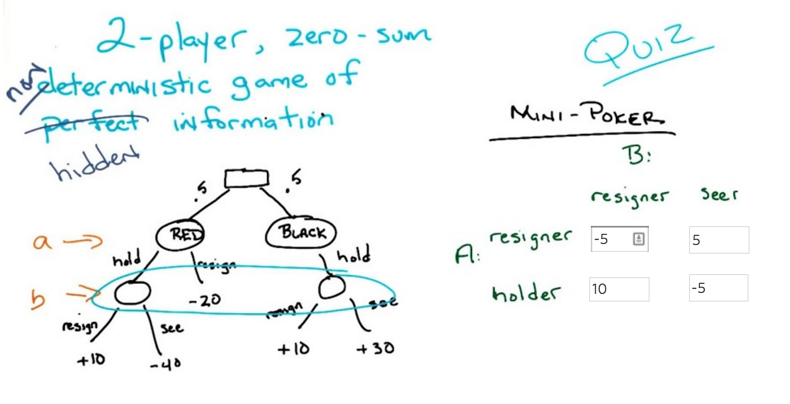 2-player, zero-sum
non deterministic game of
perfect information
hidden
.5 .5
a → RED BLACK
hold resign hold
b → -20
resign see resign see
+10 -40 +10 +30
QUIZ
MINI-POKER
B:
resigner seer
A: resigner -5 5
holder 10 -5